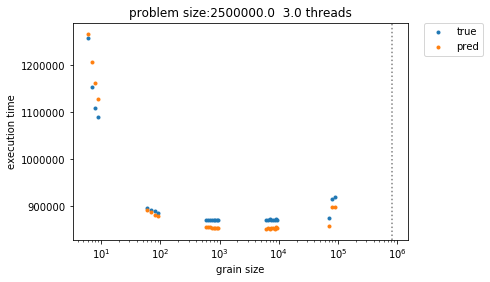 problem size:2500000.0  3.0 threads
true
pred
1200000
1100000
1000000
900000
execution time
10¹
10²
10³
10⁴
10⁵
10⁶
grain size